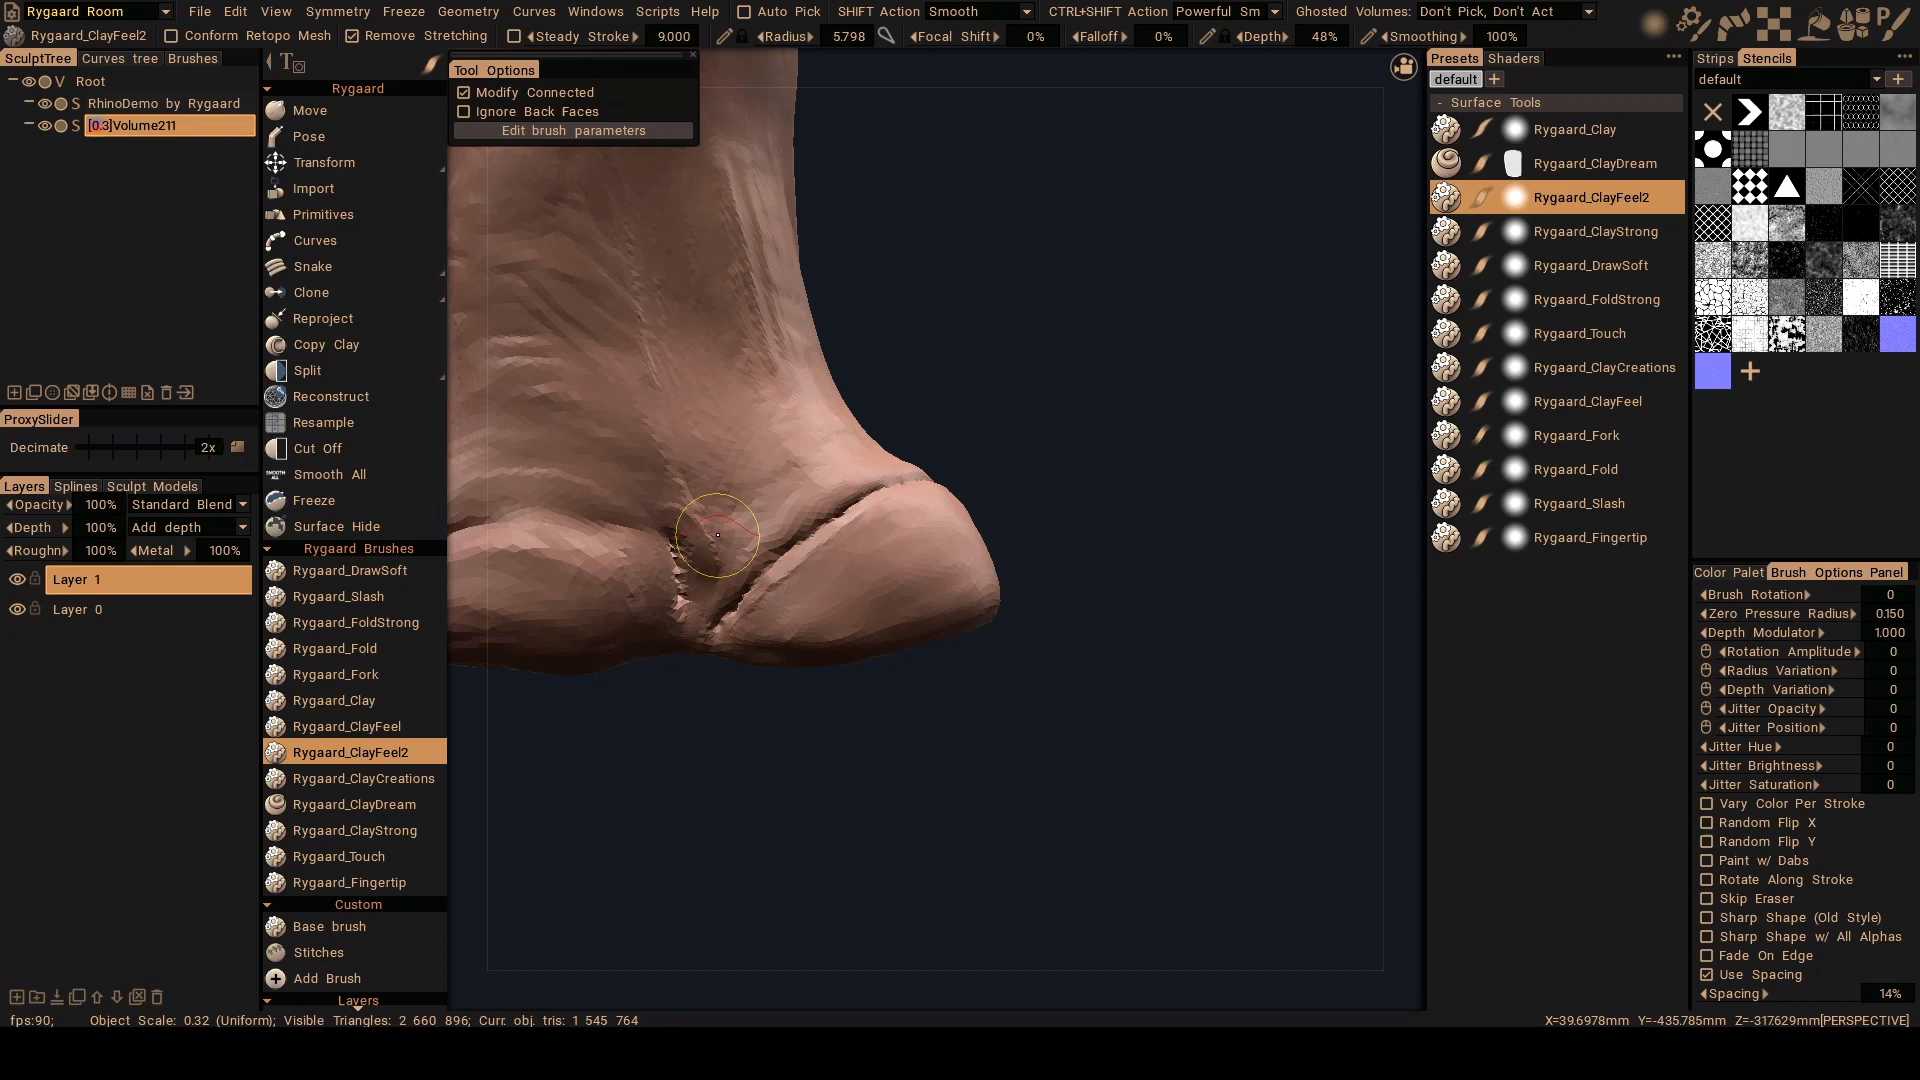 Rygaard Room File Edit View Symmetry Freeze Geometry Curves Windows Scripts Help Auto Pick SHIFT Action Smooth CTRL+SHIFT Action Powerful Sm Ghosted Volumes: Don't Pick, Don't Act
Rygaard_ClayFeel2 Conform Retopo Mesh Remove Stretching Steady Stroke 9.000 Radius 5.798 Focal Shift 0% Falloff 0% Depth 48% Smoothing 100%
SculptTree Curves tree Brushes
V Root
S RhinoDemo by Rygaard
S [0.3]Volume211
ProxySlider
Decimate 2x
Layers Splines Sculpt Models
Opacity 100% Standard Blend
Depth 100% Add depth
Roughn 100% Metal 100%
Layer 1
Layer 0
Rygaard
Move
Pose
Transform
Import
Primitives
Curves
Snake
Clone
Reproject
Copy Clay
Split
Reconstruct
Resample
Cut Off
SMOOTH ALL Smooth All
Freeze
Surface Hide
Rygaard Brushes
Rygaard_DrawSoft
Rygaard_Slash
Rygaard_FoldStrong
Rygaard_Fold
Rygaard_Fork
Rygaard_Clay
Rygaard_ClayFeel
Rygaard_ClayFeel2
Rygaard_ClayCreations
Rygaard_ClayDream
Rygaard_ClayStrong
Rygaard_Touch
Rygaard_Fingertip
Custom
Base brush
Stitches
Add Brush
Layers
Tool Options
Modify Connected
Ignore Back Faces
Edit brush parameters
Presets Shaders
default
- Surface Tools
Rygaard_Clay
Rygaard_ClayDream
Rygaard_ClayFeel2
Rygaard_ClayStrong
Rygaard_DrawSoft
Rygaard_FoldStrong
Rygaard_Touch
Rygaard_ClayCreations
Rygaard_ClayFeel
Rygaard_Fork
Rygaard_Fold
Rygaard_Slash
Rygaard_Fingertip
Strips Stencils
default
Color Palet Brush Options Panel
Brush Rotation 0
Zero Pressure Radius 0.150
Depth Modulator 1.000
Rotation Amplitude 0
Radius Variation 0
Depth Variation 0
Jitter Opacity 0
Jitter Position 0
Jitter Hue 0
Jitter Brightness 0
Jitter Saturation 0
Vary Color Per Stroke
Random Flip X
Random Flip Y
Paint w/ Dabs
Rotate Along Stroke
Skip Eraser
Sharp Shape (Old Style)
Sharp Shape w/ All Alphas
Fade On Edge
Use Spacing
Spacing 14%
fps:90; Object Scale: 0.32 (Uniform); Visible Triangles: 2 660 896; Curr. obj. tris: 1 545 764
X=39.6978mm Y=-435.785mm Z=-317.629mm[PERSPECTIVE]